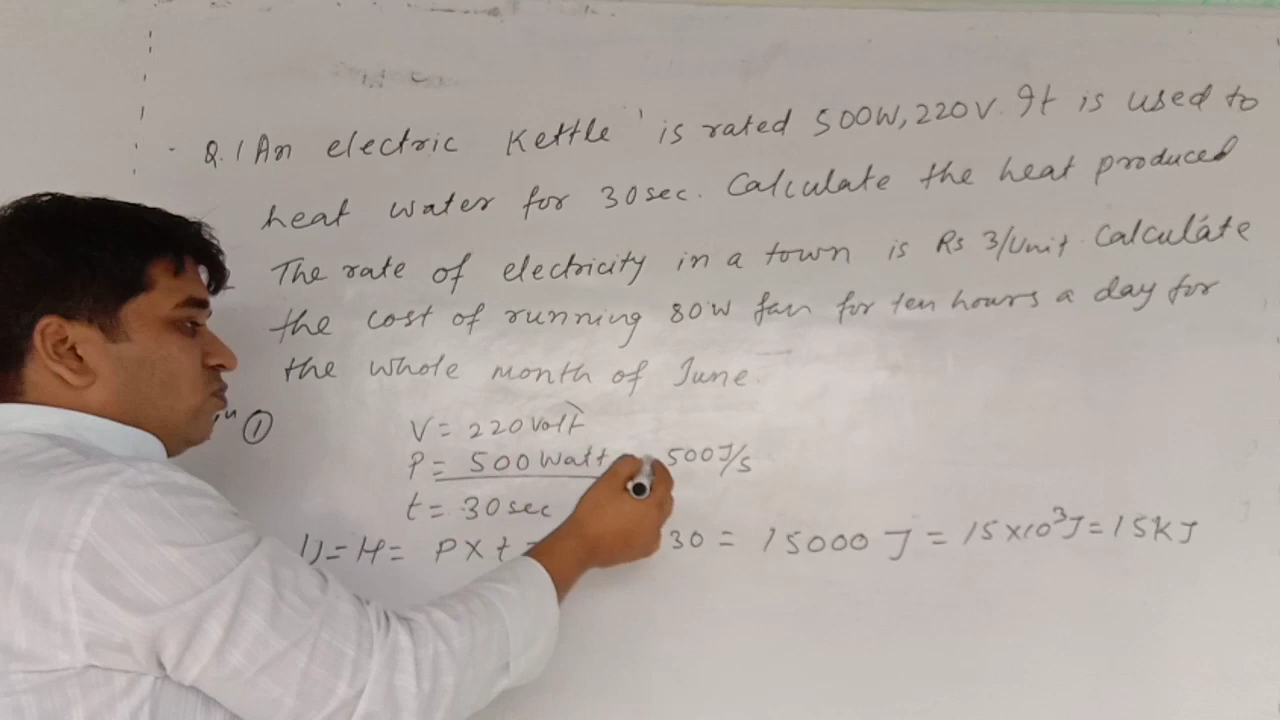 Q.1 An electric Kettle is rated 500W, 220V. It is used to
heat water for 30sec. Calculate the heat produced
The rate of electricity in a town is Rs 3/Unit. Calculate
the cost of running 80W fan for ten hours a day for
the whole month of June.
①
V = 220 Volt
P = 500 Watt 500 J/s
t = 30 sec
= H = P X t = 30 = 15000 J = 15 X 10³ J = 15 KJ